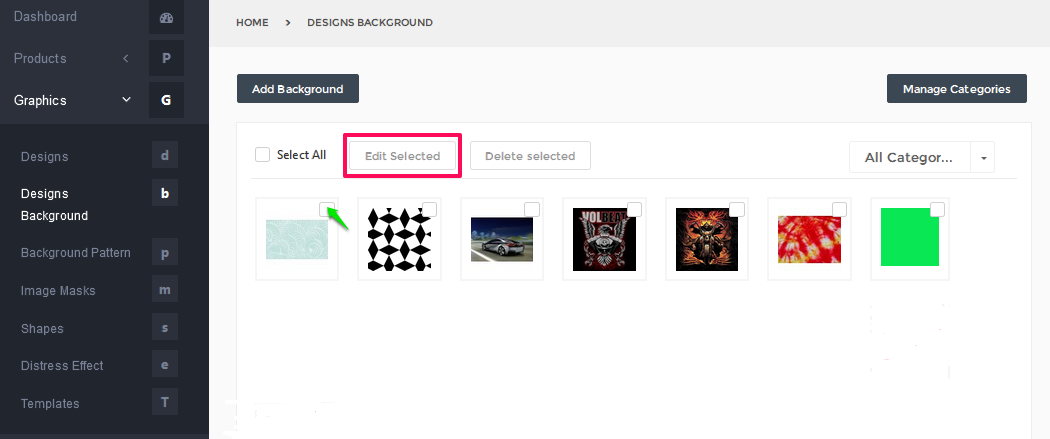 Dashboard
Products
P
Graphics
G
Designs
d
Designs
Background
b
Background Pattern
p
Image Masks
m
Shapes
s
Distress Effect
e
Templates
T
HOME > DESIGNS BACKGROUND
Add Background
Manage Categories
Select All
Edit Selected
Delete selected
All Categor...
VOLBEAT